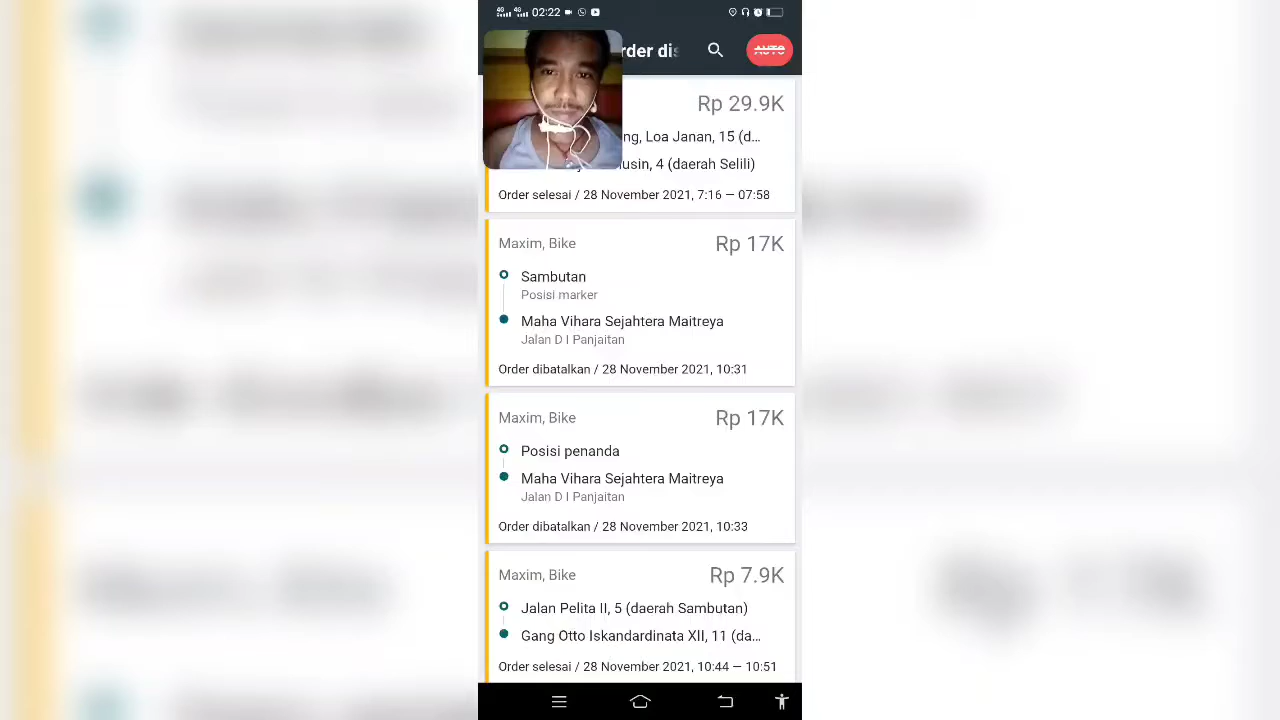 4G 4G 02:22
rder dis
AUTO
Rp 29.9K
ng, Loa Janan, 15 (d...
usin, 4 (daerah Selili)
Order selesai / 28 November 2021, 7:16 — 07:58
Maxim, Bike
Rp 17K
Sambutan
Posisi marker
Maha Vihara Sejahtera Maitreya
Jalan D I Panjaitan
Order dibatalkan / 28 November 2021, 10:31
Maxim, Bike
Rp 17K
Posisi penanda
Maha Vihara Sejahtera Maitreya
Jalan D I Panjaitan
Order dibatalkan / 28 November 2021, 10:33
Maxim, Bike
Rp 7.9K
Jalan Pelita II, 5 (daerah Sambutan)
Gang Otto Iskandardinata XII, 11 (da...
Order selesai / 28 November 2021, 10:44 — 10:51